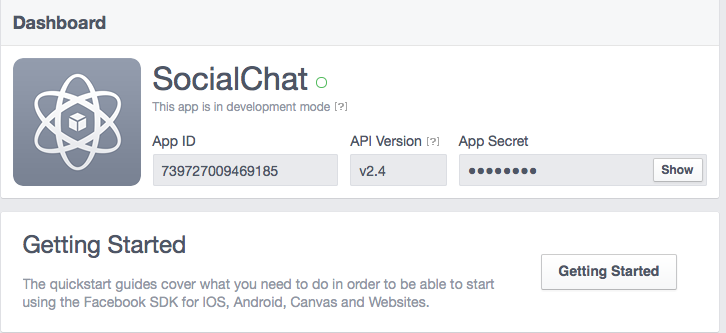 Dashboard
SocialChat
This app is in development mode [?]
App ID API Version [?] App Secret
739727009469185 v2.4 ●●●●●●●● Show
Getting Started
The quickstart guides cover what you need to do in order to be able to start
using the Facebook SDK for IOS, Android, Canvas and Websites.
Getting Started